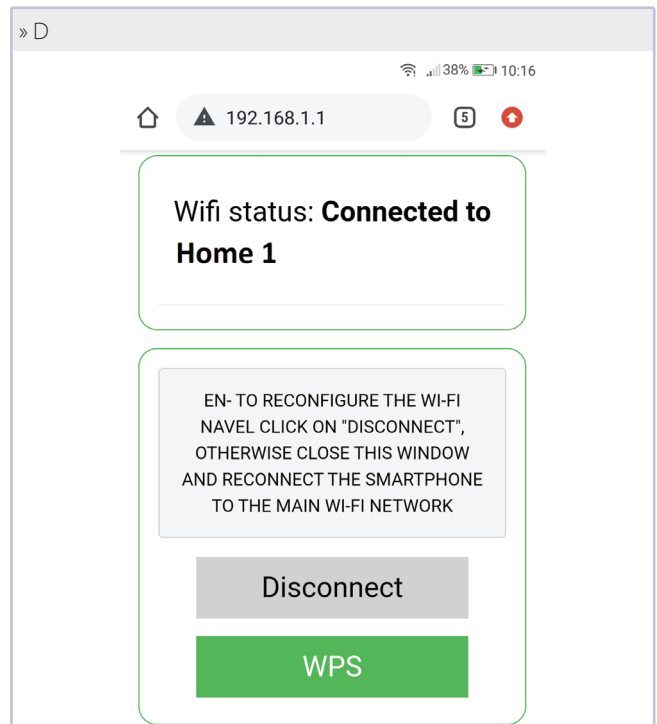 » D
38% 10:16
192.168.1.1 5
Wifi status: Connected to
Home 1
EN- TO RECONFIGURE THE WI-FI
NAVEL CLICK ON "DISCONNECT",
OTHERWISE CLOSE THIS WINDOW
AND RECONNECT THE SMARTPHONE
TO THE MAIN WI-FI NETWORK
Disconnect
WPS